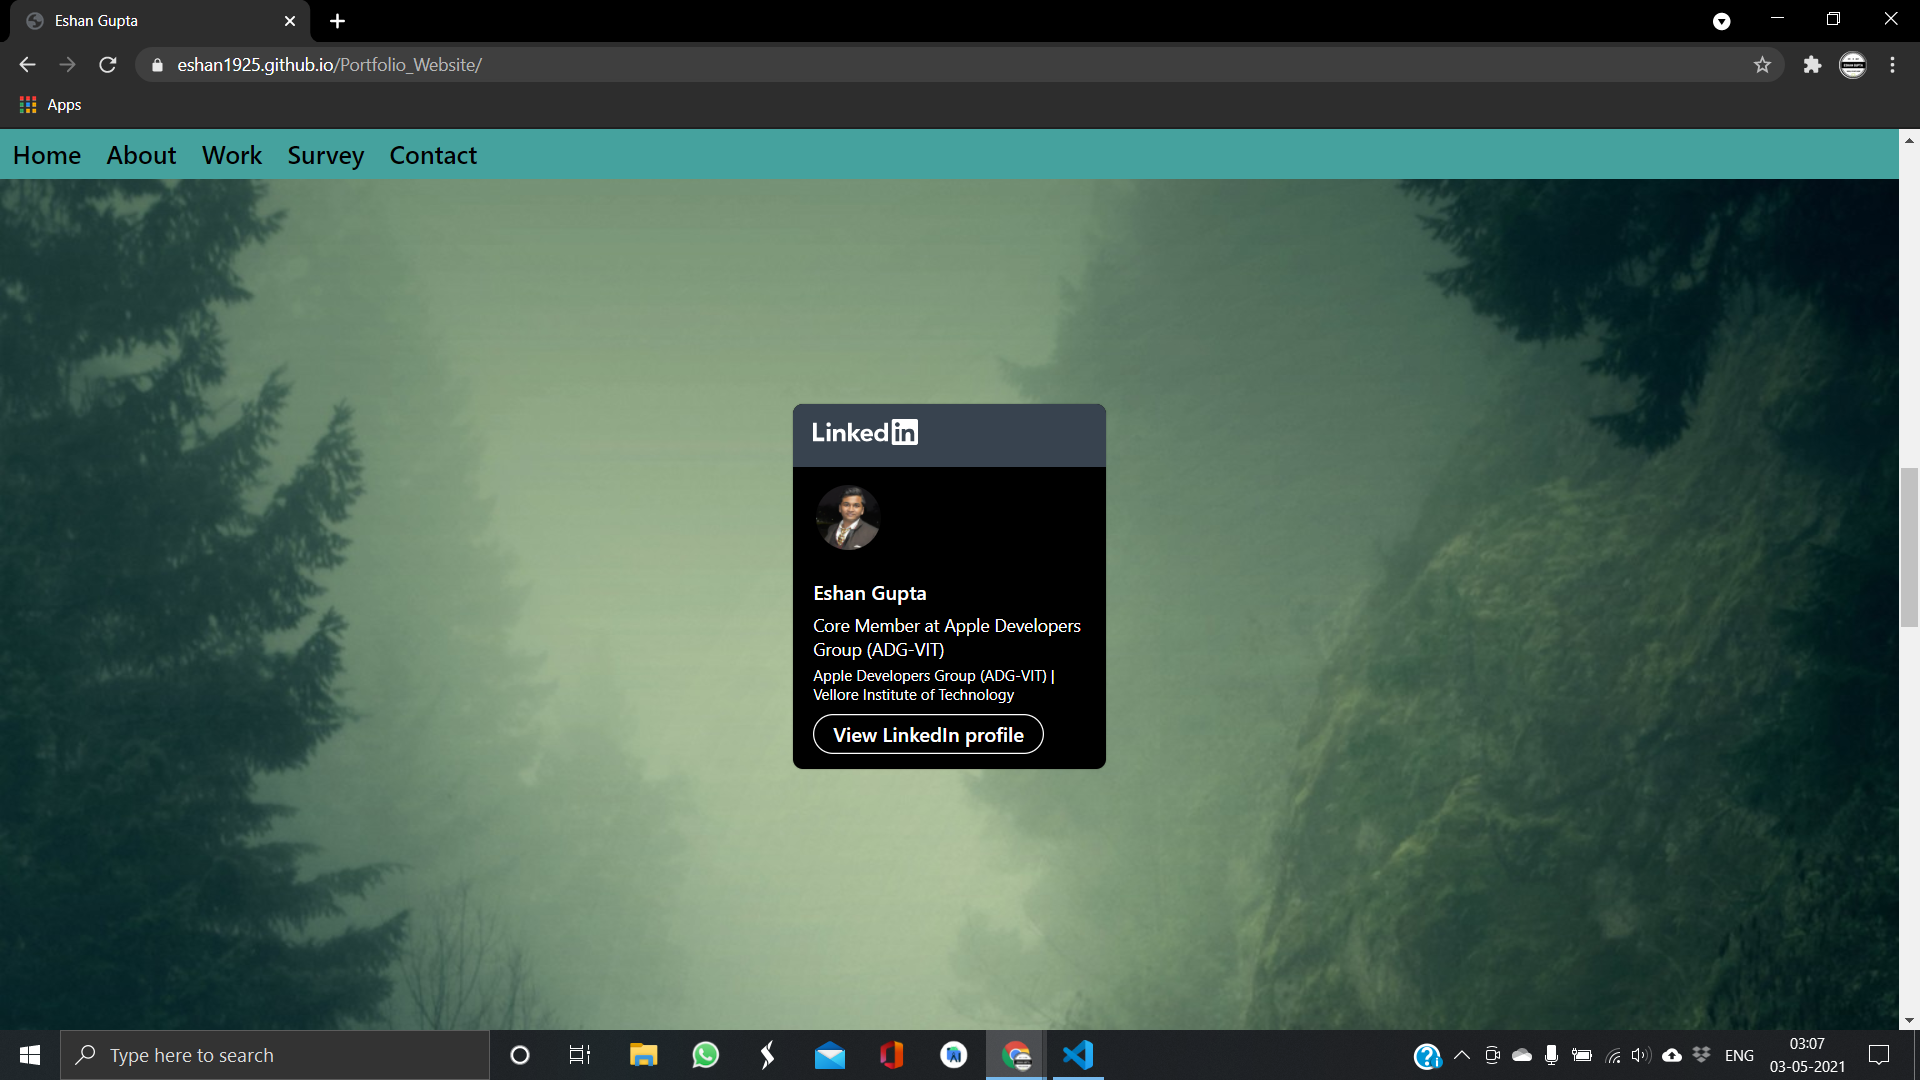 Eshan Gupta
eshan1925.github.io/Portfolio_Website/
Apps
Home About Work Survey Contact
Linked in
Eshan Gupta
Core Member at Apple Developers
Group (ADG-VIT)
Apple Developers Group (ADG-VIT) |
Vellore Institute of Technology
View LinkedIn profile
Type here to search
ENG
03:07
03-05-2021